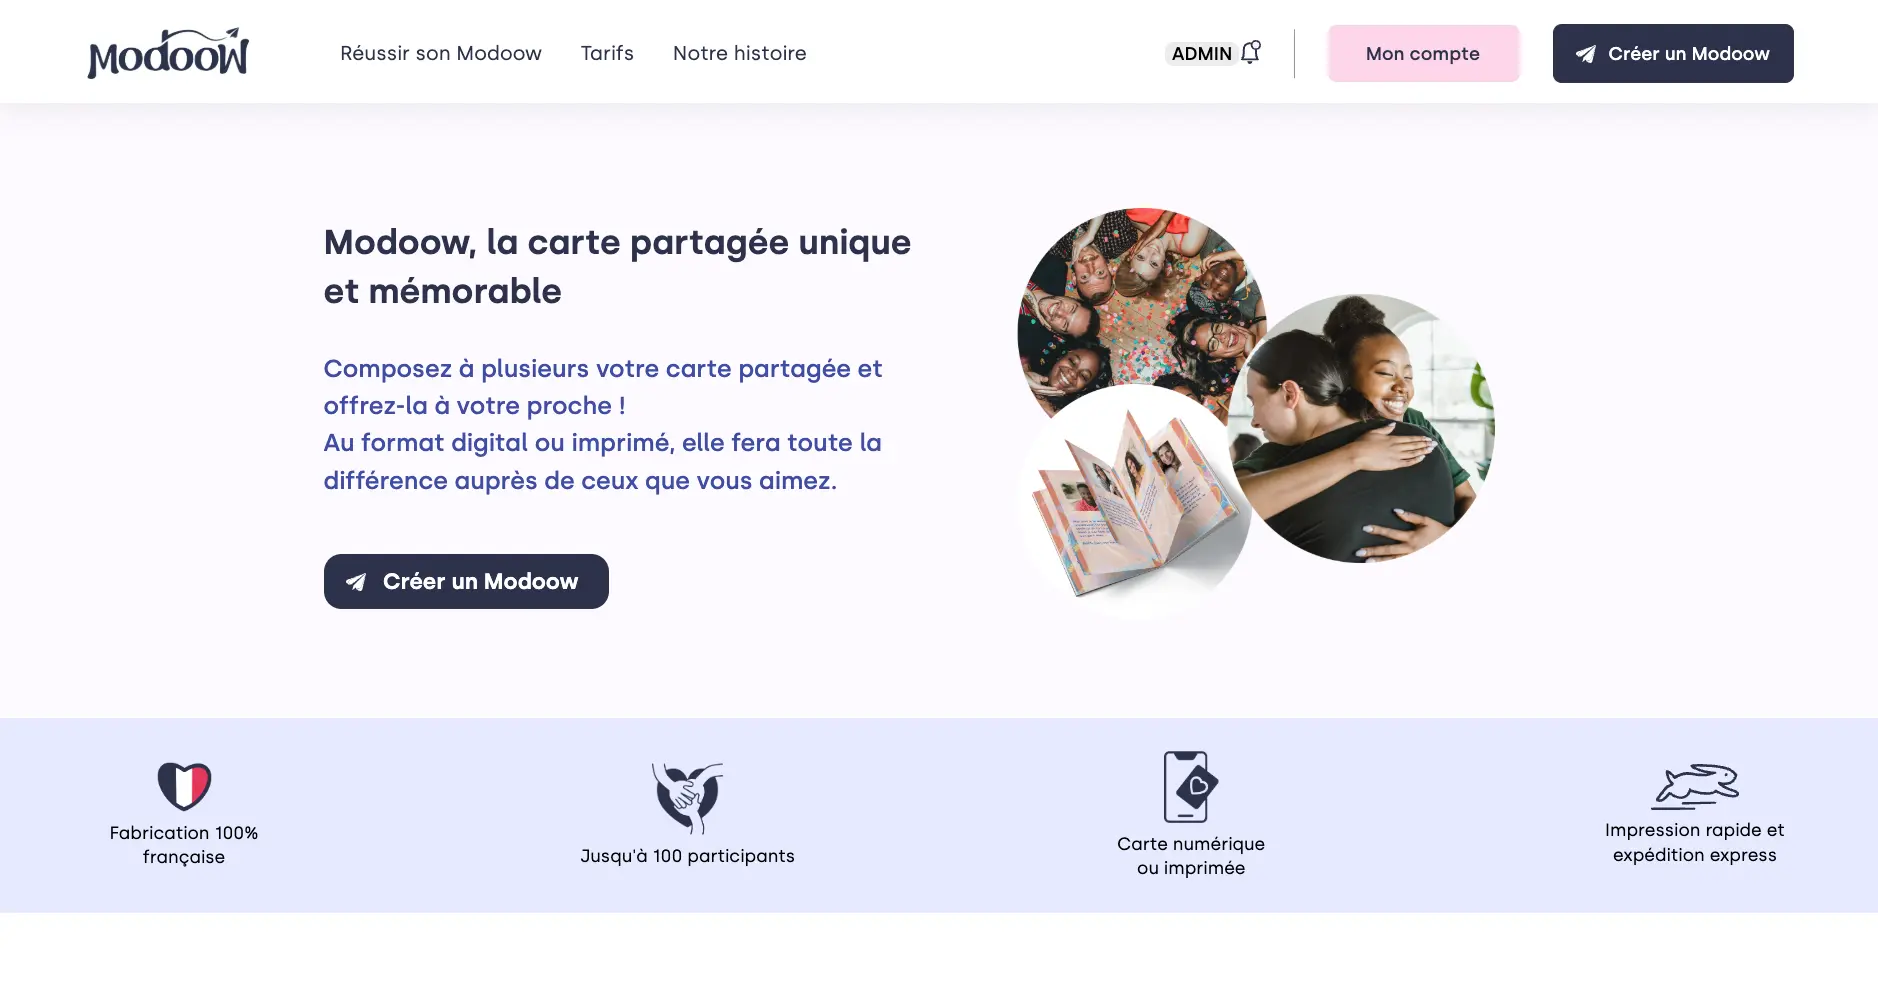 Modoow
Réussir son Modoow
Tarifs
Notre histoire
ADMIN
Mon compte
Créer un Modoow
Modoow, la carte partagée unique
et mémorable
Composez à plusieurs votre carte partagée et
offrez-la à votre proche !
Au format digital ou imprimé, elle fera toute la
différence auprès de ceux que vous aimez.
Créer un Modoow
Fabrication 100%
française
Jusqu'à 100 participants
Carte numérique
ou imprimée
Impression rapide et
expédition express